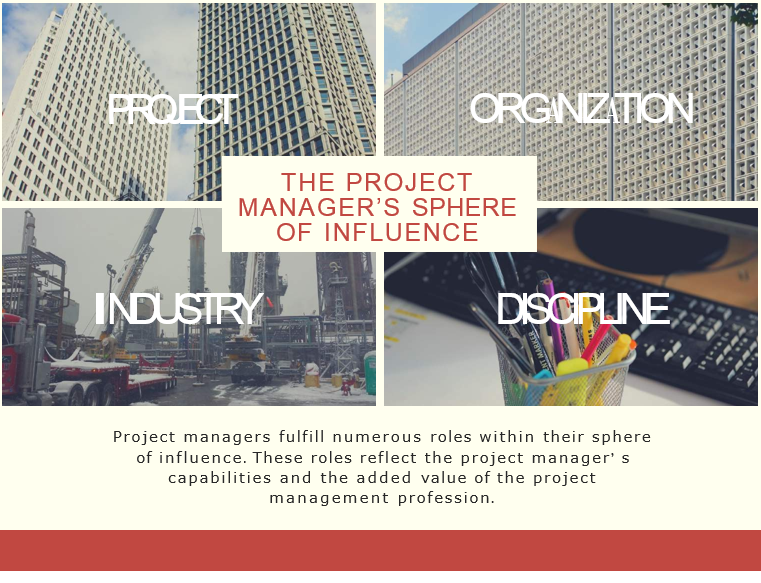 PROJECT
ORGANIZATION
THE PROJECT
MANAGER’S SPHERE
OF INFLUENCE
INDUSTRY
DISCIPLINE
Project managers fulfill numerous roles within their sphere
of influence. These roles reflect the project manager’ s
capabilities and the added value of the project
management profession.